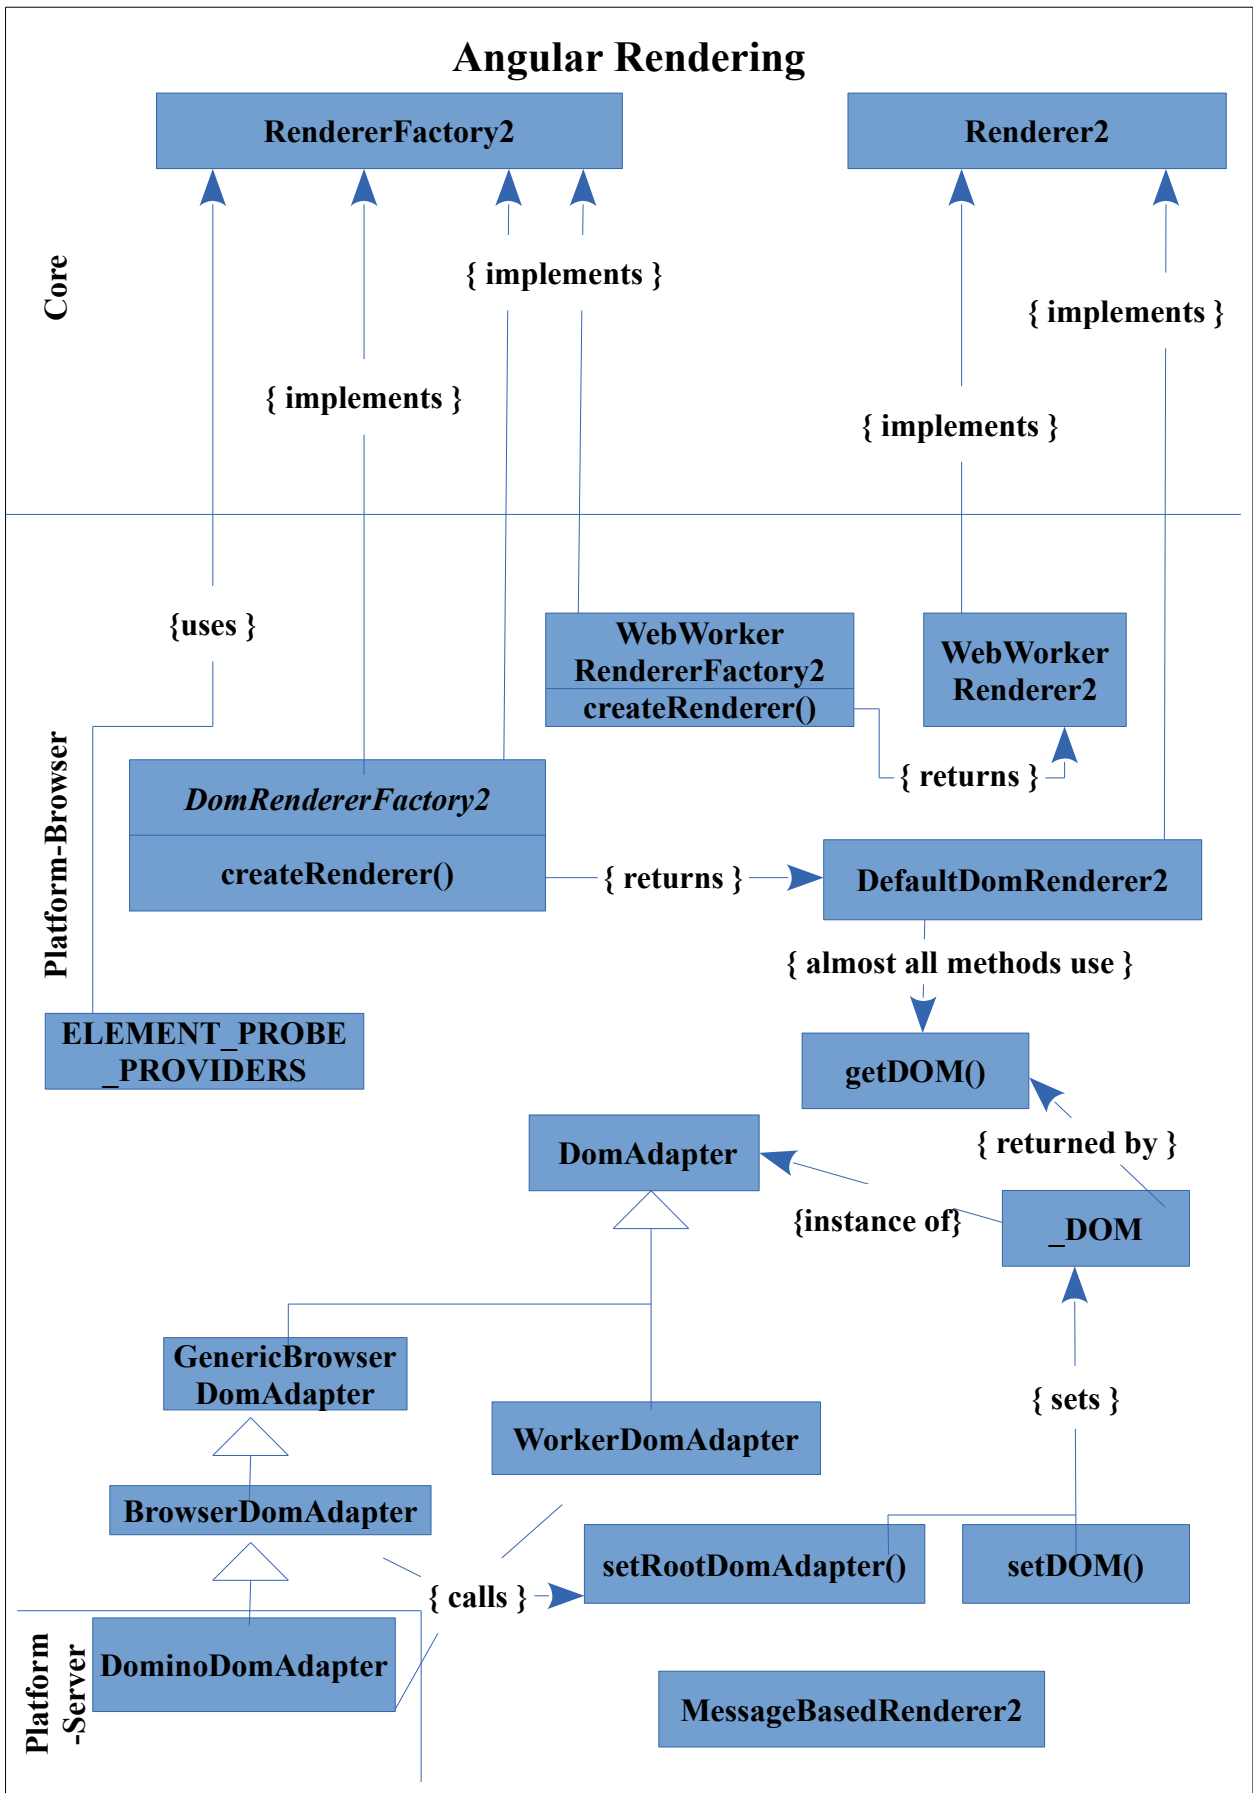 Angular Rendering
RendererFactory2
Renderer2
Core
{ implements }
{ implements }
{ implements }
{ implements }
{uses }
WebWorker
RendererFactory2
createRenderer()
WebWorker
Renderer2
{ returns }
Platform-Browser
DomRendererFactory2
createRenderer()
{ returns }
DefaultDomRenderer2
{ almost all methods use }
ELEMENT_PROBE
_PROVIDERS
getDOM()
DomAdapter
{ returned by }
{instance of}
_DOM
GenericBrowser
DomAdapter
{ sets }
WorkerDomAdapter
BrowserDomAdapter
setRootDomAdapter()
setDOM()
{ calls }
Platform
-Server
DominoDomAdapter
MessageBasedRenderer2